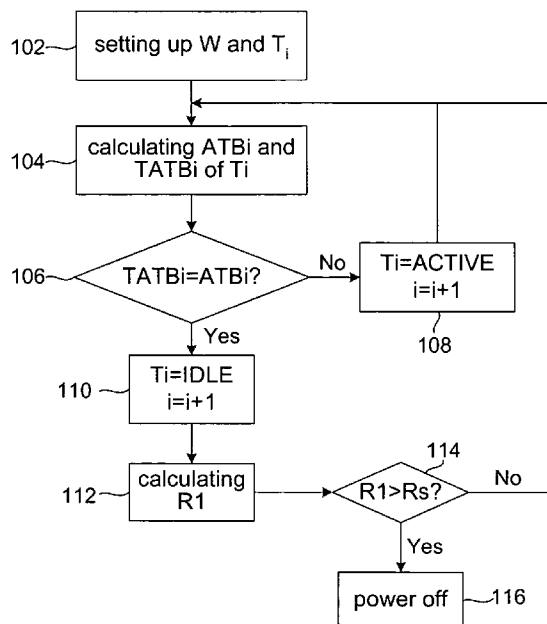 102
setting up W and Ti
104
calculating ATBi and
TATBi of Ti
106
TATBi=ATBi?
No
Ti=ACTIVE
i=i+1
108
Yes
110
Ti=IDLE
i=i+1
112
calculating
R1
114
R1>Rs?
No
Yes
power off
116